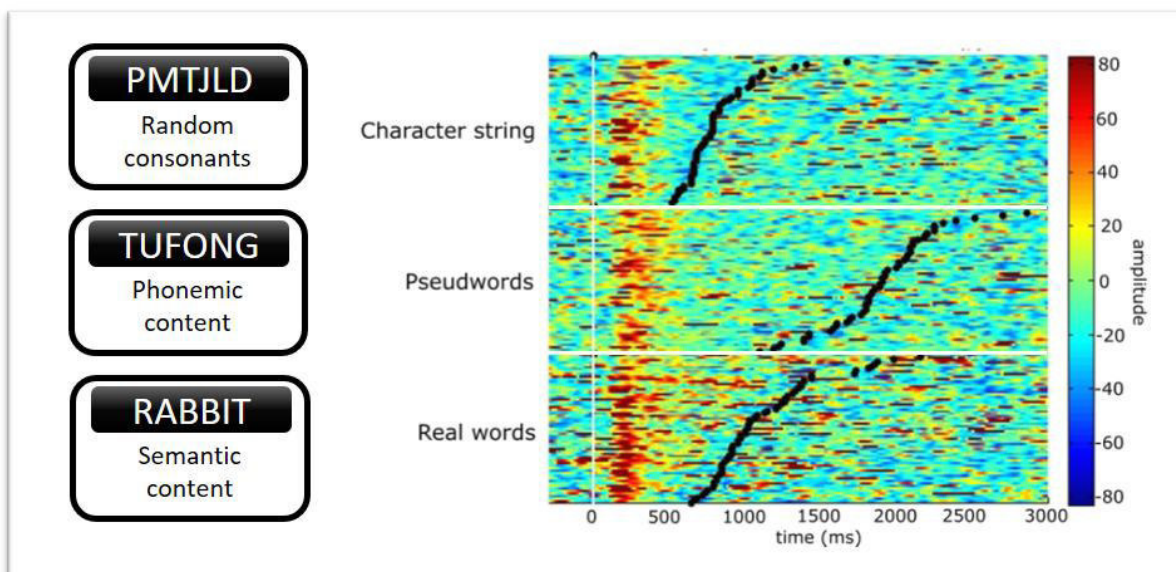 PMTJLD
Random
consonants
TUFONG
Phonemic
content
RABBIT
Semantic
content
Character string
Pseudwords
Real words
0 500 1000 1500 2000 2500 3000
time (ms)
80
60
40
20
0
-20
-40
-60
-80
amplitude